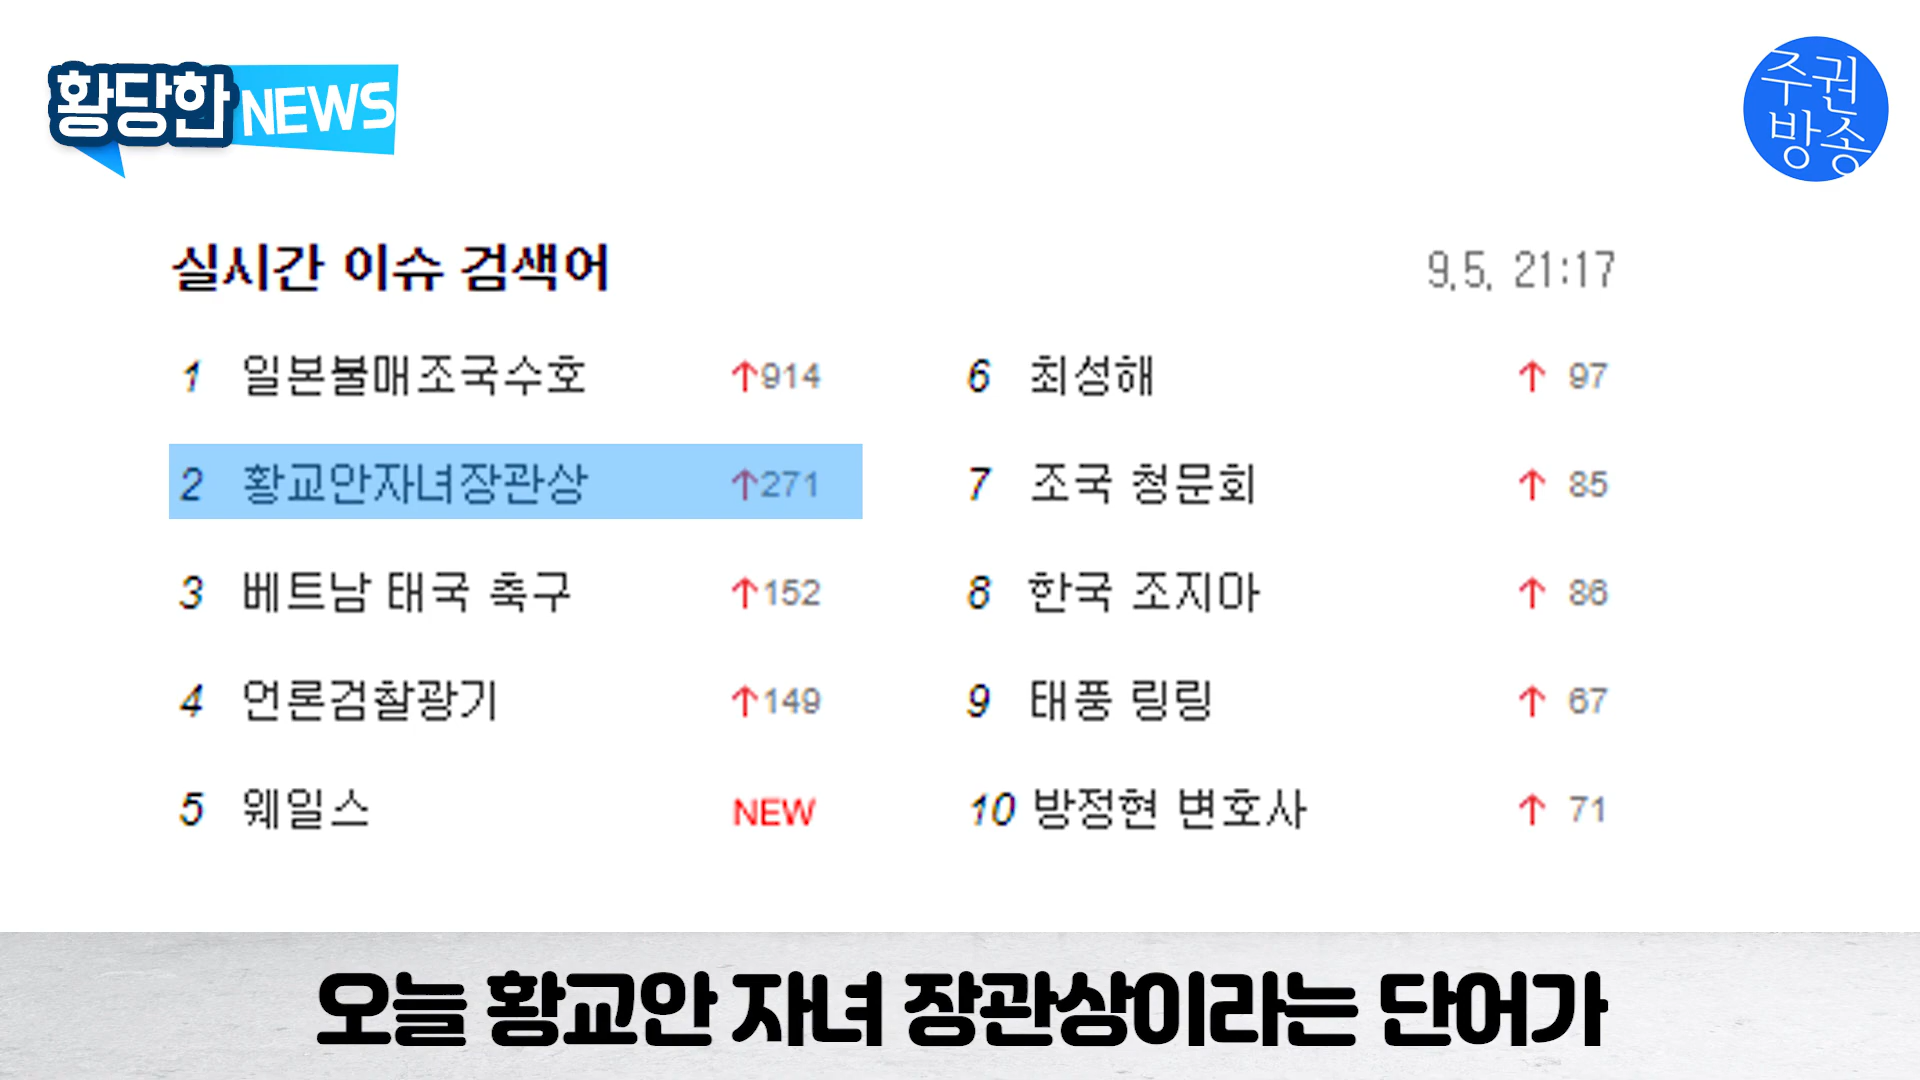 황당한 NEWS
주권
방송
실시간 이슈 검색어 9.5. 21:17
1 일본불매조국수호 ↑914
2 황교안자녀장관상 ↑271
3 베트남 태국 축구 ↑152
4 언론검찰광기 ↑149
5 웨일스 NEW
6 최성해 ↑ 97
7 조국 청문회 ↑ 85
8 한국 조지아 ↑ 86
9 태풍 링링 ↑ 67
10 방정현 변호사 ↑ 71
오늘 황교안 자녀 장관상이라는 단어가